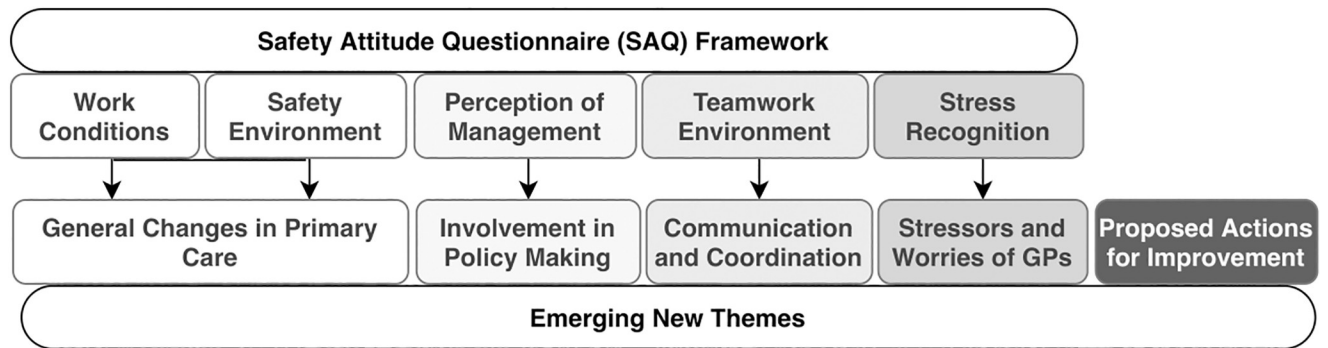 Safety Attitude Questionnaire (SAQ) Framework
Work
Conditions
Safety
Environment
Perception of
Management
Teamwork
Environment
Stress
Recognition
General Changes in Primary
Care
Involvement in
Policy Making
Communication
and Coordination
Stressors and
Worries of GPs
Proposed Actions
for Improvement
Emerging New Themes